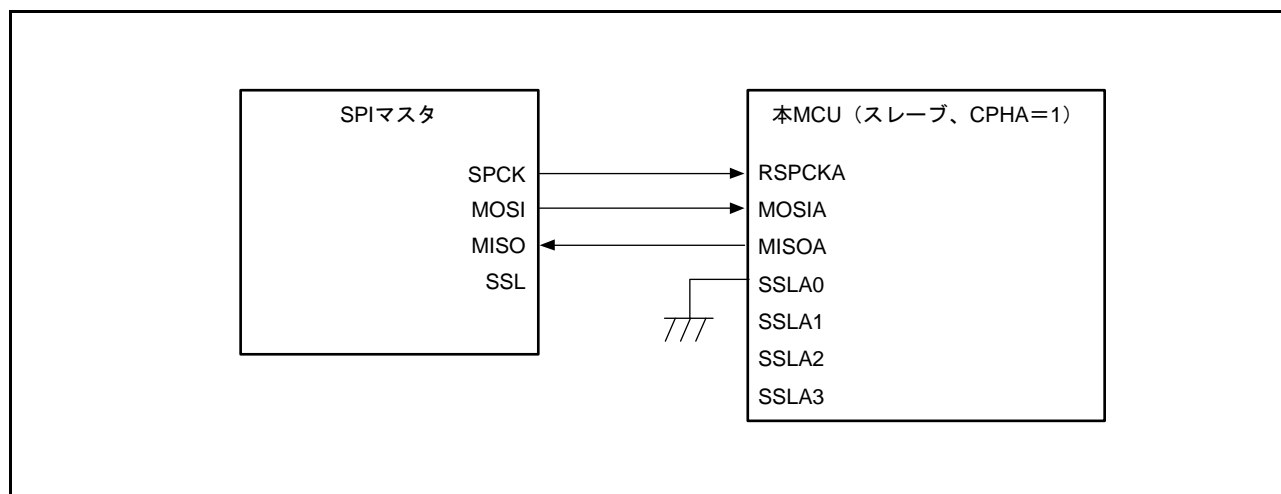 SPIマスタ
SPCK
MOSI
MISO
SSL
本MCU（スレーブ、CPHA＝1）
RSPCKA
MOSIA
MISOA
SSLA0
SSLA1
SSLA2
SSLA3